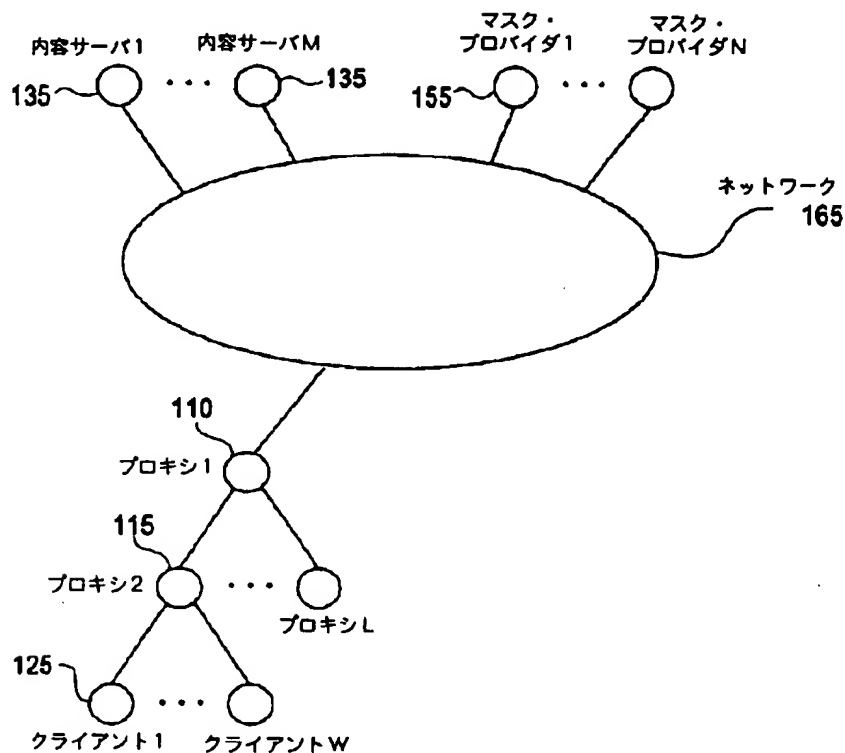 内容サーバ1
内容サーバM
マスク・
プロバイダ1
マスク・
プロバイダN
135
・・・
135
155
・・・
ネットワーク
165
110
プロキシ1
115
プロキシ2
・・・
プロキシL
125
・・・
クライアント1
クライアントW